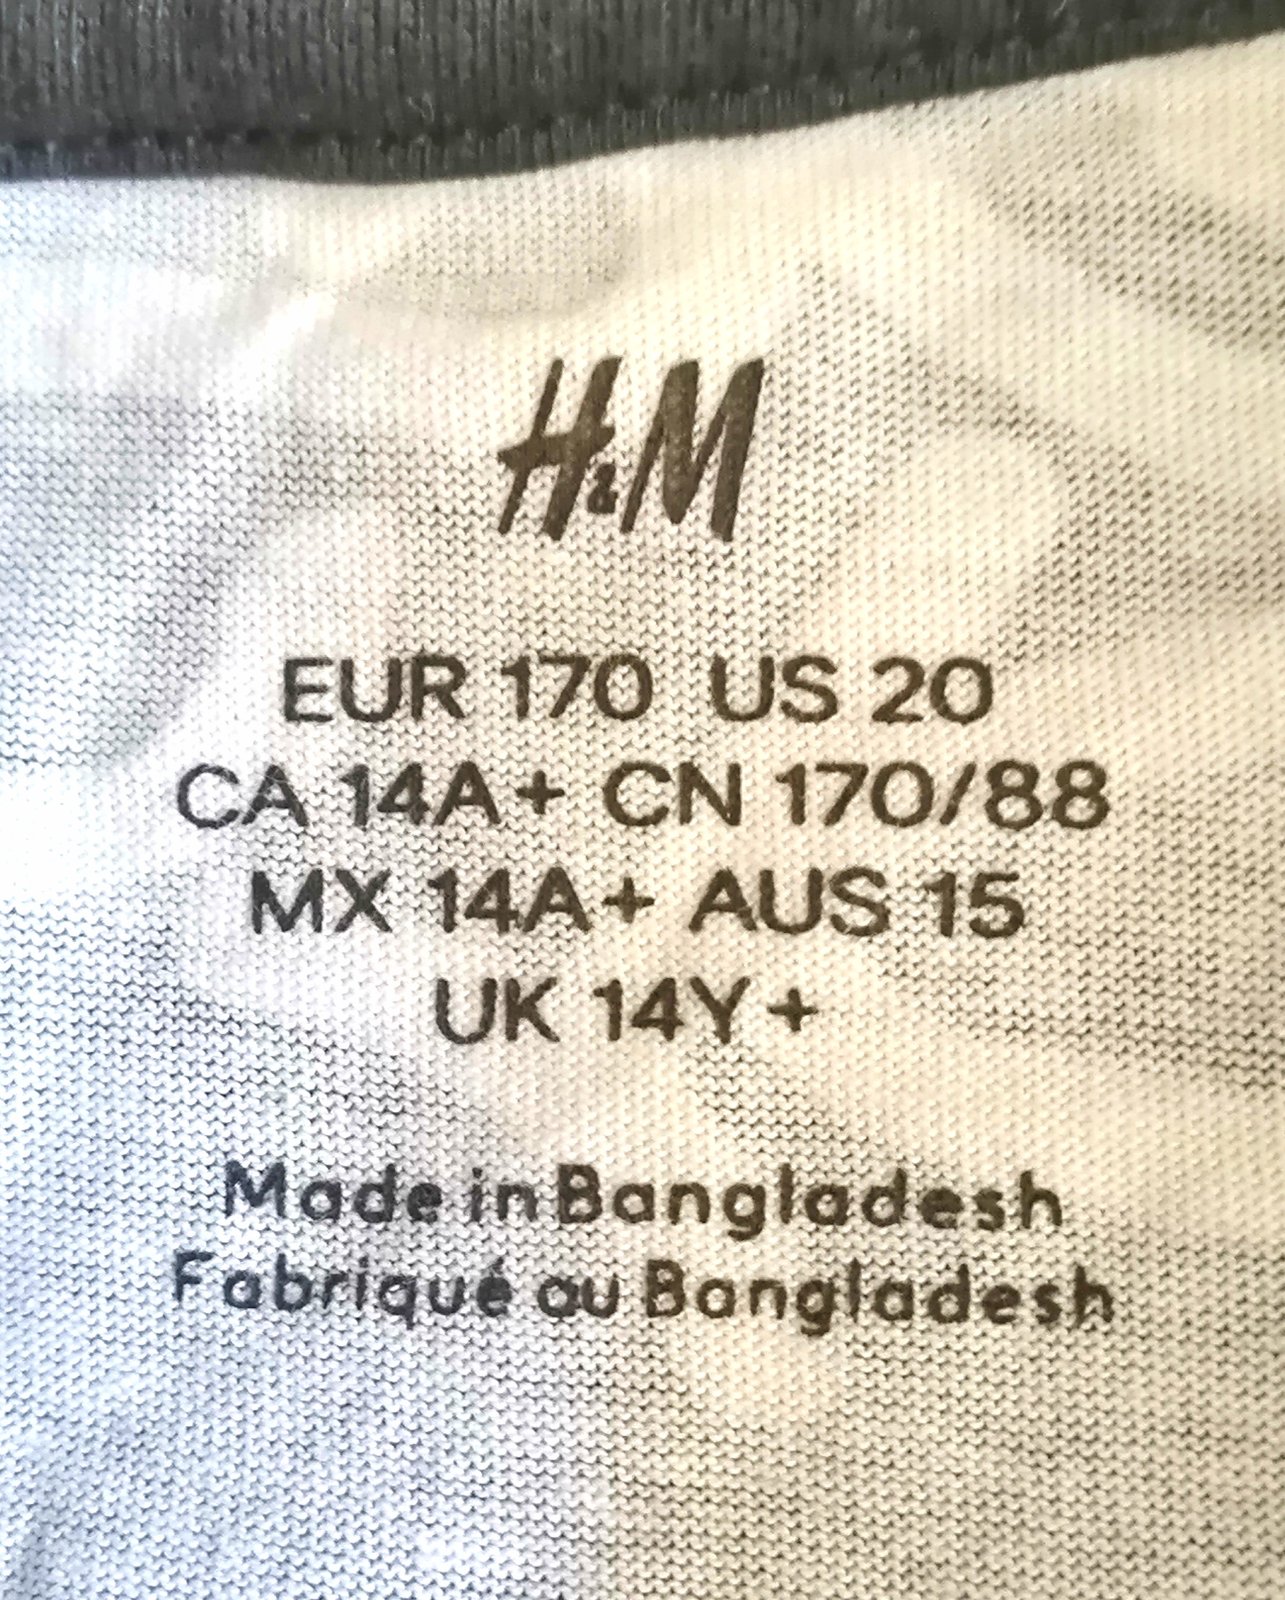 H&M
EUR 170 US 20
CA 14A+ CN 170/88
MX 14A+ AUS 15
UK 14Y+
Made in Bangladesh
Fabriqué au Bangladesh